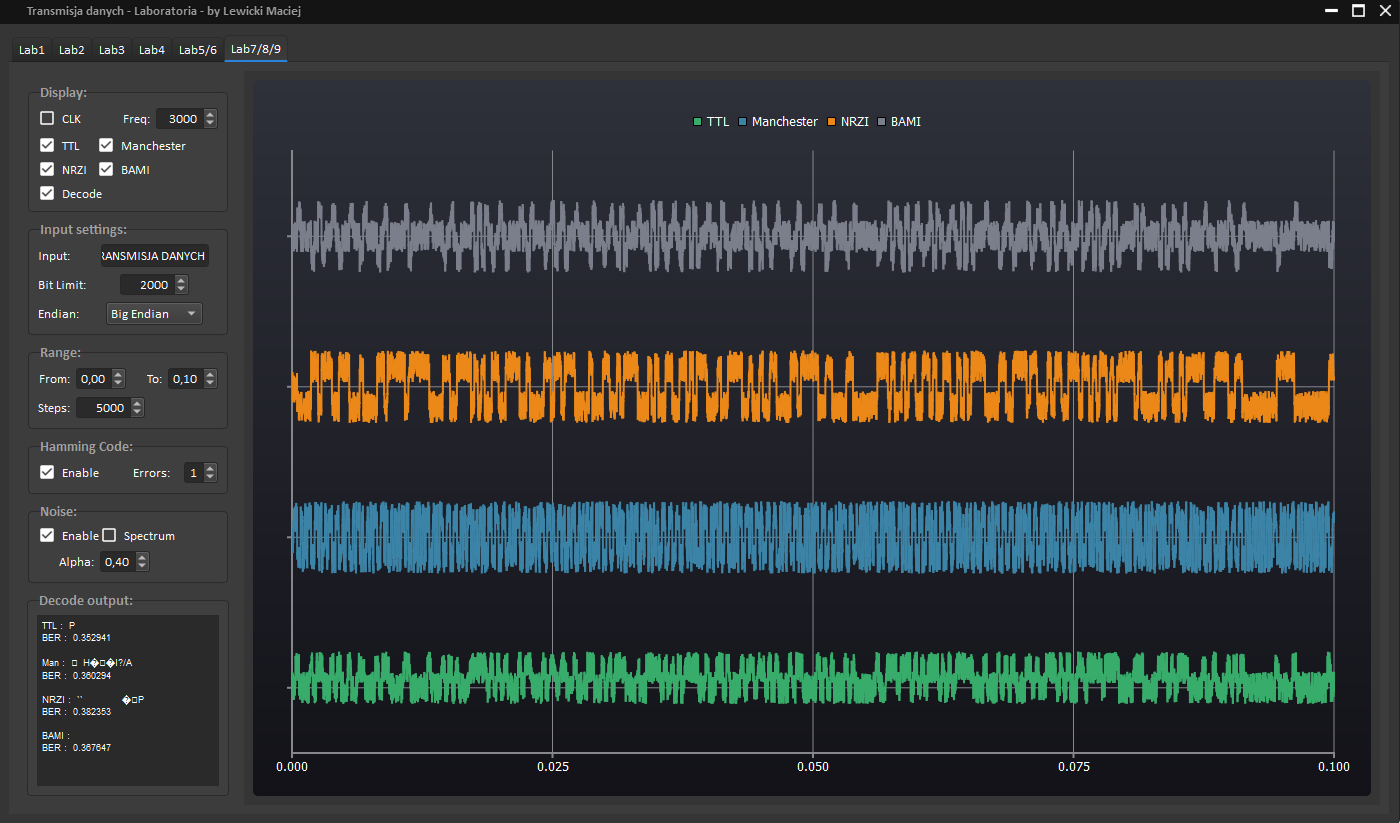 Transmisja danych - Laboratoria - by Lewicki Maciej
Lab1 Lab2 Lab3 Lab4 Lab5/6 Lab7/8/9
Display:
CLK Freq: 3000
TTL Manchester
NRZI BAMI
Decode
Input settings:
Input: RANSMISJA DANYCH
Bit Limit: 2000
Endian: Big Endian
Range:
From: 0,00 To: 0,10
Steps: 5000
Hamming Code:
Enable Errors: 1
Noise:
Enable Spectrum
Alpha: 0,40
Decode output:
TTL : P
BER : 0.352941
Man : □ H�□�I?/A
BER : 0.360294
NRZI : `` �□P
BER : 0.382353
BAMI :
BER : 0.367647
TTL Manchester NRZI BAMI
0.000 0.025 0.050 0.075 0.100